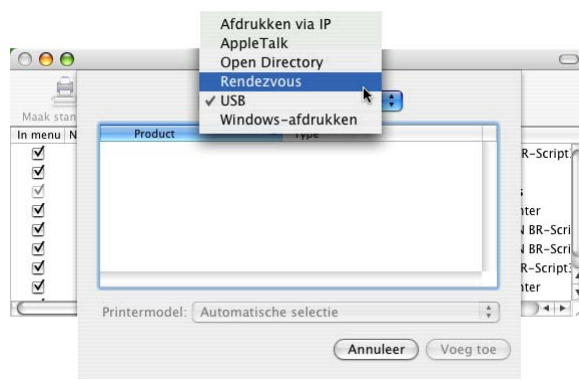 Afdrukken via IP
AppleTalk
Open Directory
Rendezvous
✓ USB
Windows-afdrukken
Maak stan
In menu N
Product Type
R-Script
nter
N BR-Scri
N BR-Scri
R-Script
nter
Printermodel: Automatische selectie
Annuleer Voeg toe